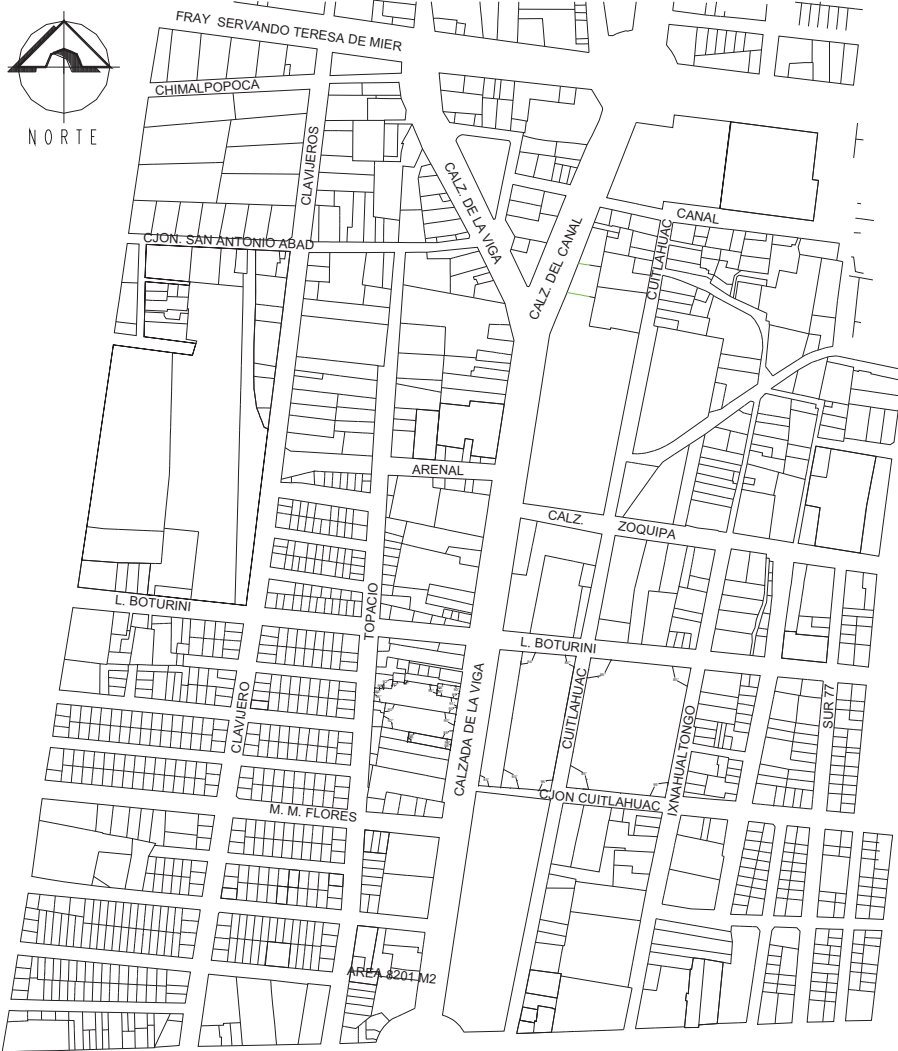 FRAY SERVANDO TERESA DE MIER
NORTE
CHIMALPOPOCA
CLAVIJEROS
CALZ. DE LA VIGA
CANAL
CALZ. DEL CANAL
CUITLAHUAC
CJON. SAN ANTONIO ABAD
ARENAL
CALZ. ZOQUIPA
L. BOTURINI
TOPACIO
L. BOTURINI
CLAVIJERO
CALZADA DE LA VIGA
CUITLAHUAC
IXNAHUALTONGO
SUR 77
CJON CUITLAHUAC
M. M. FLORES
AREA 8201 M2